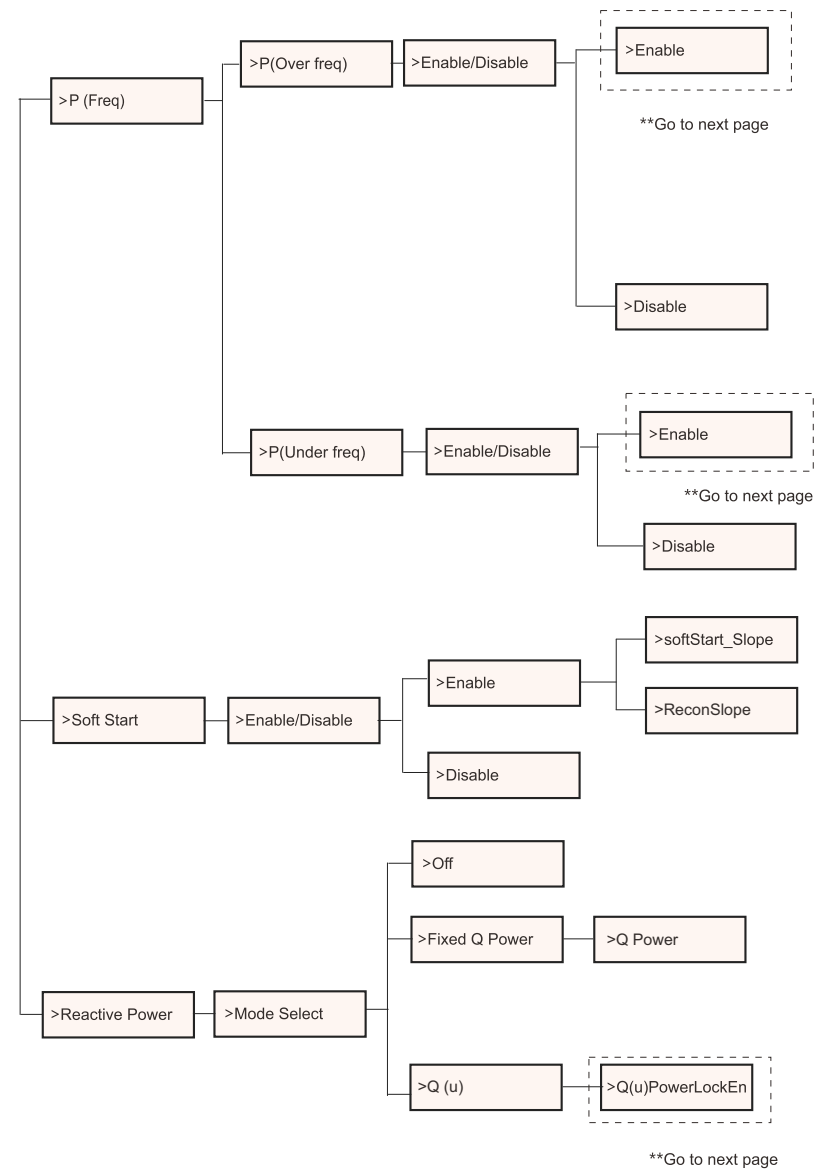 >P (Freq)
>P(Over freq)
>Enable/Disable
>Enable
**Go to next page
>Disable
>P(Under freq)
>Enable/Disable
>Enable
**Go to next page
>Disable
>Soft Start
>Enable/Disable
>Enable
>softStart_Slope
>ReconSlope
>Disable
>Reactive Power
>Mode Select
>Off
>Fixed Q Power
>Q Power
>Q (u)
>Q(u)PowerLockEn
**Go to next page